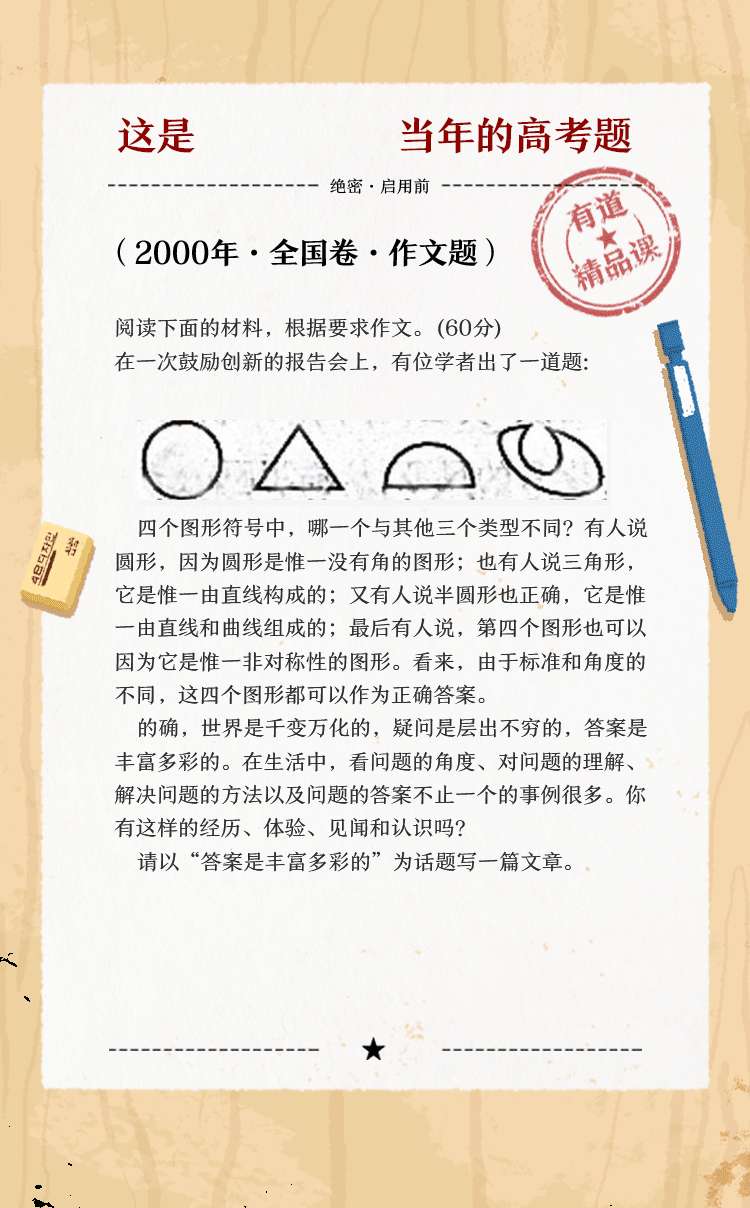 这是 当年的高考题
绝密·启用前
有道
精品课
（2000年·全国卷·作文题）
阅读下面的材料，根据要求作文。(60分)
在一次鼓励创新的报告会上，有位学者出了一道题:
四个图形符号中，哪一个与其他三个类型不同？有人说
圆形，因为圆形是惟一没有角的图形；也有人说三角形，
它是惟一由直线构成的；又有人说半圆形也正确，它是惟
一由直线和曲线组成的；最后有人说，第四个图形也可以
因为它是惟一非对称性的图形。看来，由于标准和角度的
不同，这四个图形都可以作为正确答案。
的确，世界是千变万化的，疑问是层出不穷的，答案是
丰富多彩的。在生活中，看问题的角度、对问题的理解、
解决问题的方法以及问题的答案不止一个的事例很多。你
有这样的经历、体验、见闻和认识吗？
请以“答案是丰富多彩的”为话题写一篇文章。